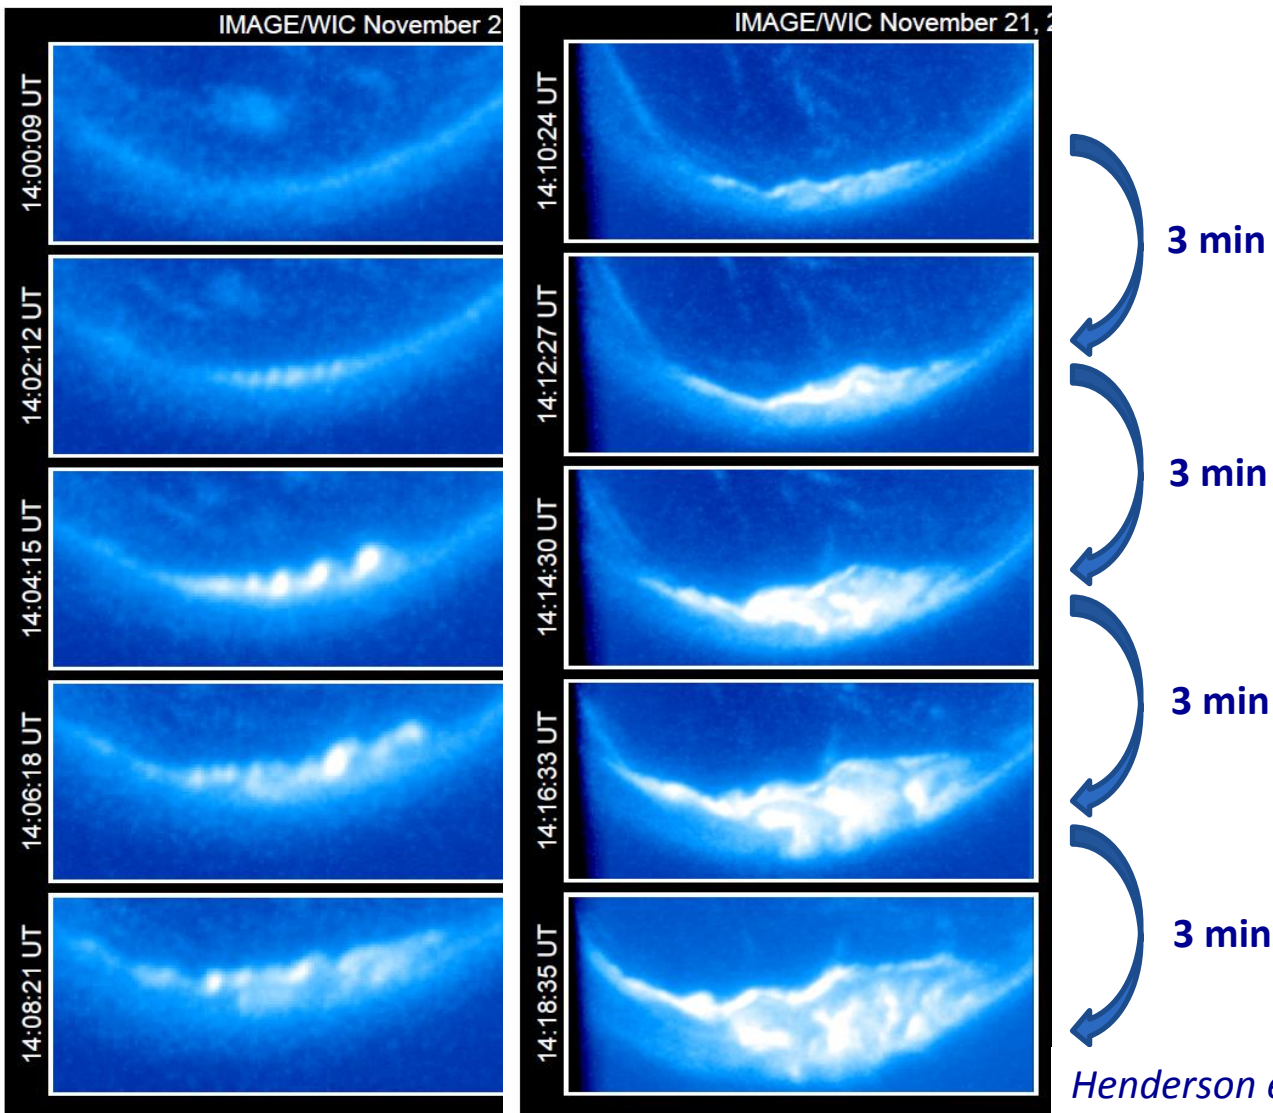 IMAGE/WIC November 2
14:00:09 UT
14:02:12 UT
14:04:15 UT
14:06:18 UT
14:08:21 UT
IMAGE/WIC November 21,
14:10:24 UT
14:12:27 UT
14:14:30 UT
14:16:33 UT
14:18:35 UT
3 min
3 min
3 min
3 min
Henderson e